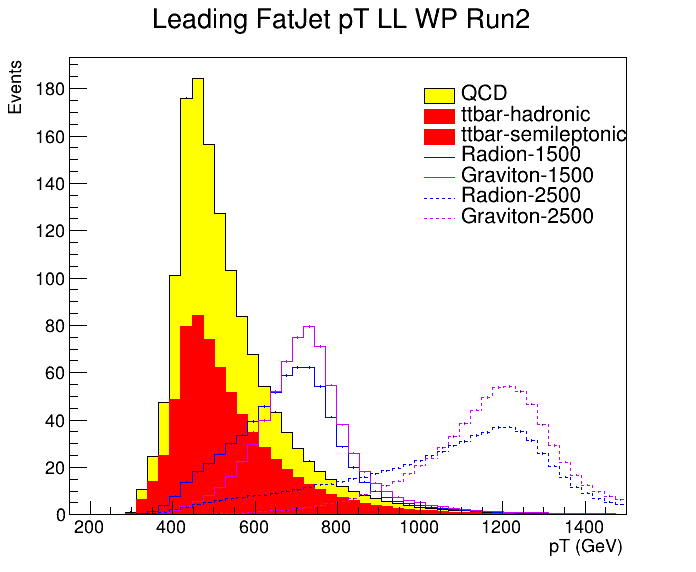 Leading FatJet pT LL WP Run2
Events
180
160
140
120
100
80
60
40
20
0
QCD
ttbar-hadronic
ttbar-semileptonic
Radion-1500
Graviton-1500
Radion-2500
Graviton-2500
200 400 600 800 1000 1200 1400
pT (GeV)